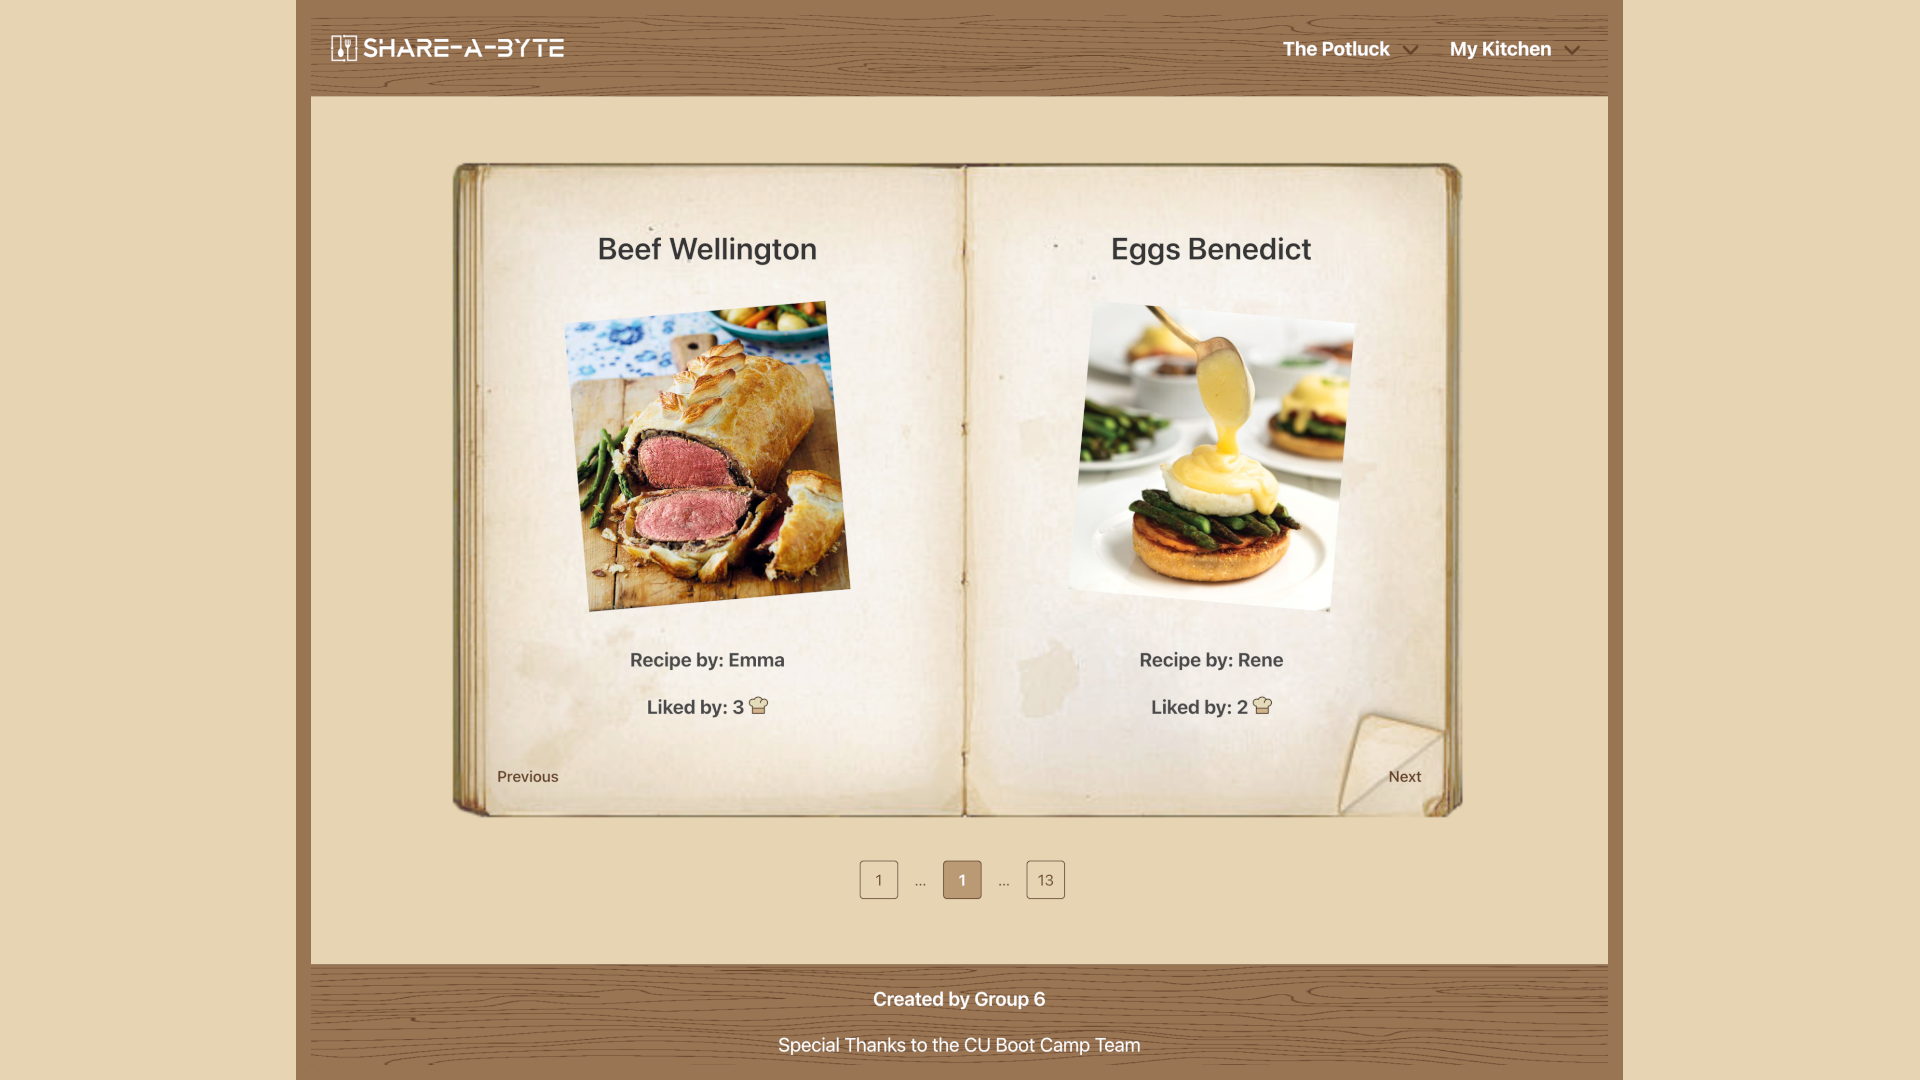 SHARE-A-BYTE
The Potluck
My Kitchen
Beef Wellington
Recipe by: Emma
Liked by: 3
Previous
Eggs Benedict
Recipe by: Rene
Liked by: 2
Next
1 ... 1 ... 13
Created by Group 6
Special Thanks to the CU Boot Camp Team